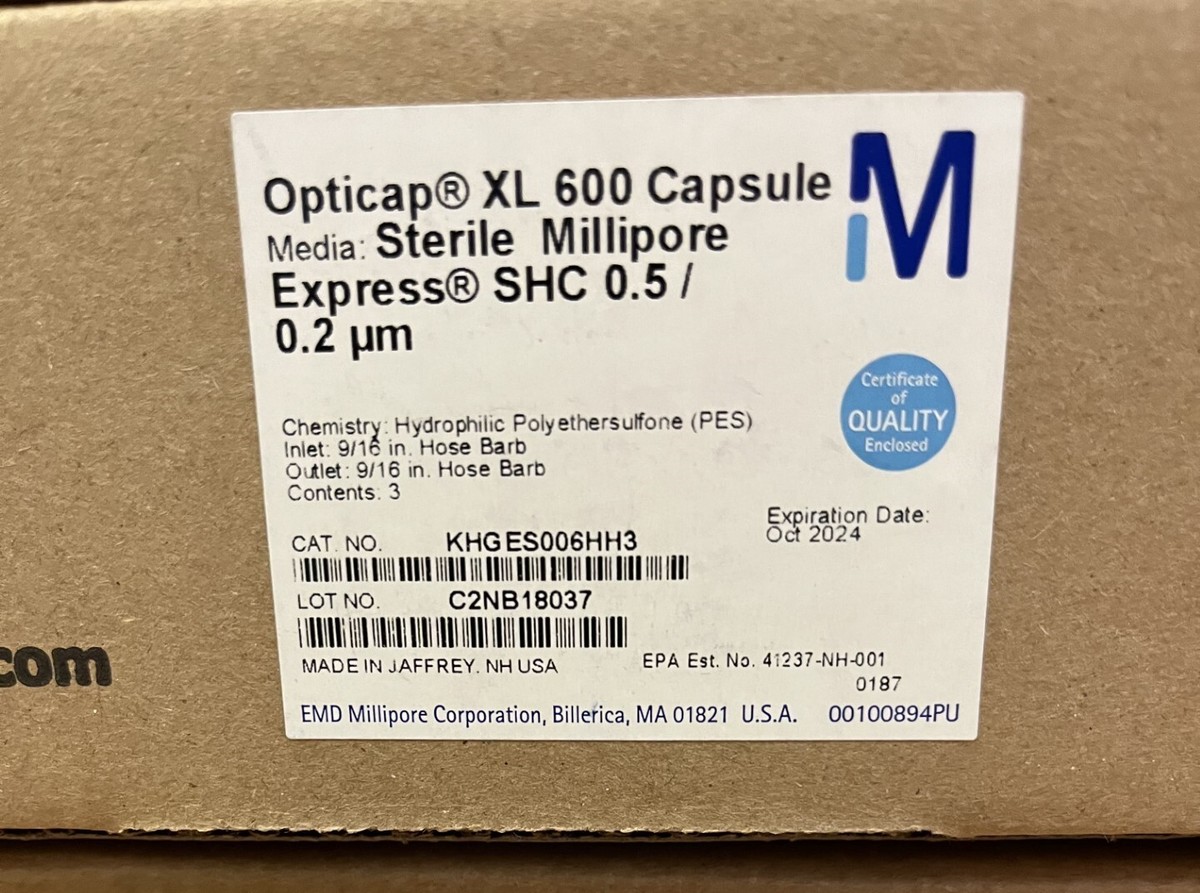 Opticap® XL 600 Capsule
Media: Sterile Millipore
Express® SHC 0.5 /
0.2 µm
M
Certificate
of
QUALITY
Enclosed
Chemistry: Hydrophilic Polyethersulfone (PES)
Inlet: 9/16 in. Hose Barb
Outlet: 9/16 in. Hose Barb
Contents: 3
Expiration Date:
Oct 2024
CAT. NO. KHGES006HH3
LOT NO. C2NB18037
MADE IN JAFFREY. NH USA
EPA Est. No. 41237-NH-001
0187
EMD Millipore Corporation, Billerica, MA 01821 U.S.A. 00100894PU
.com